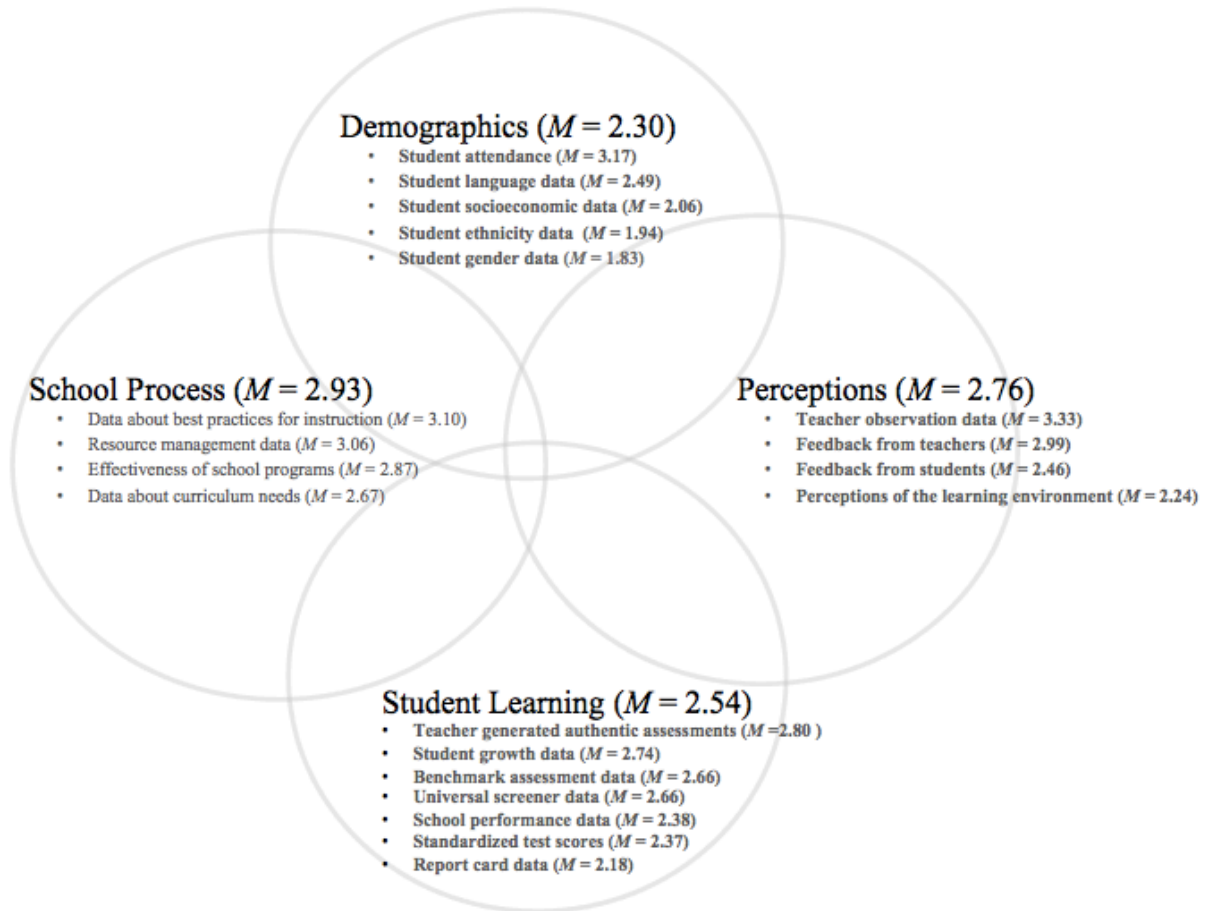 Demographics (M = 2.30)
• Student attendance (M = 3.17)
• Student language data (M = 2.49)
• Student socioeconomic data (M = 2.06)
• Student ethnicity data (M = 1.94)
• Student gender data (M = 1.83)
School Process (M = 2.93)
• Data about best practices for instruction (M = 3.10)
• Resource management data (M = 3.06)
• Effectiveness of school programs (M = 2.87)
• Data about curriculum needs (M = 2.67)
Perceptions (M = 2.76)
• Teacher observation data (M = 3.33)
• Feedback from teachers (M = 2.99)
• Feedback from students (M = 2.46)
• Perceptions of the learning environment (M = 2.24)
Student Learning (M = 2.54)
• Teacher generated authentic assessments (M =2.80 )
• Student growth data (M = 2.74)
• Benchmark assessment data (M = 2.66)
• Universal screener data (M = 2.66)
• School performance data (M = 2.38)
• Standardized test scores (M = 2.37)
• Report card data (M = 2.18)